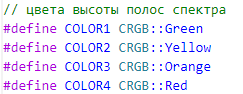 // цвета высоты полос спектра
#define COLOR1 CRGB::Green
#define COLOR2 CRGB::Yellow
#define COLOR3 CRGB::Orange
#define COLOR4 CRGB::Red